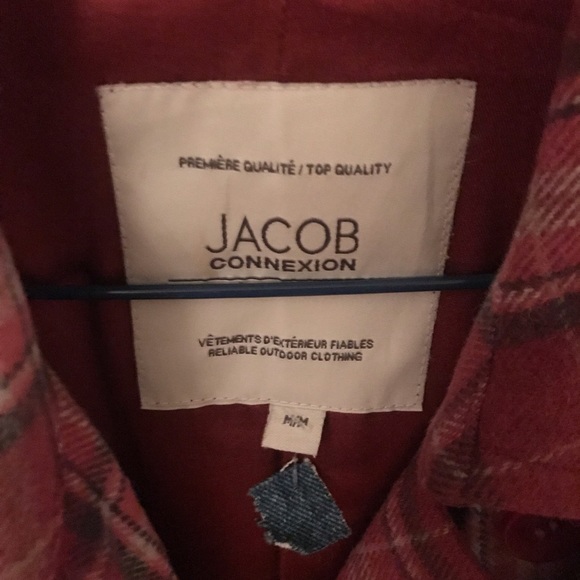 PREMIÈRE QUALITÉ / TOP QUALITY
JACOB
CONNEXION
VÊTEMENTS D'EXTÉRIEUR FIABLES
RELIABLE OUTDOOR CLOTHING
M/M